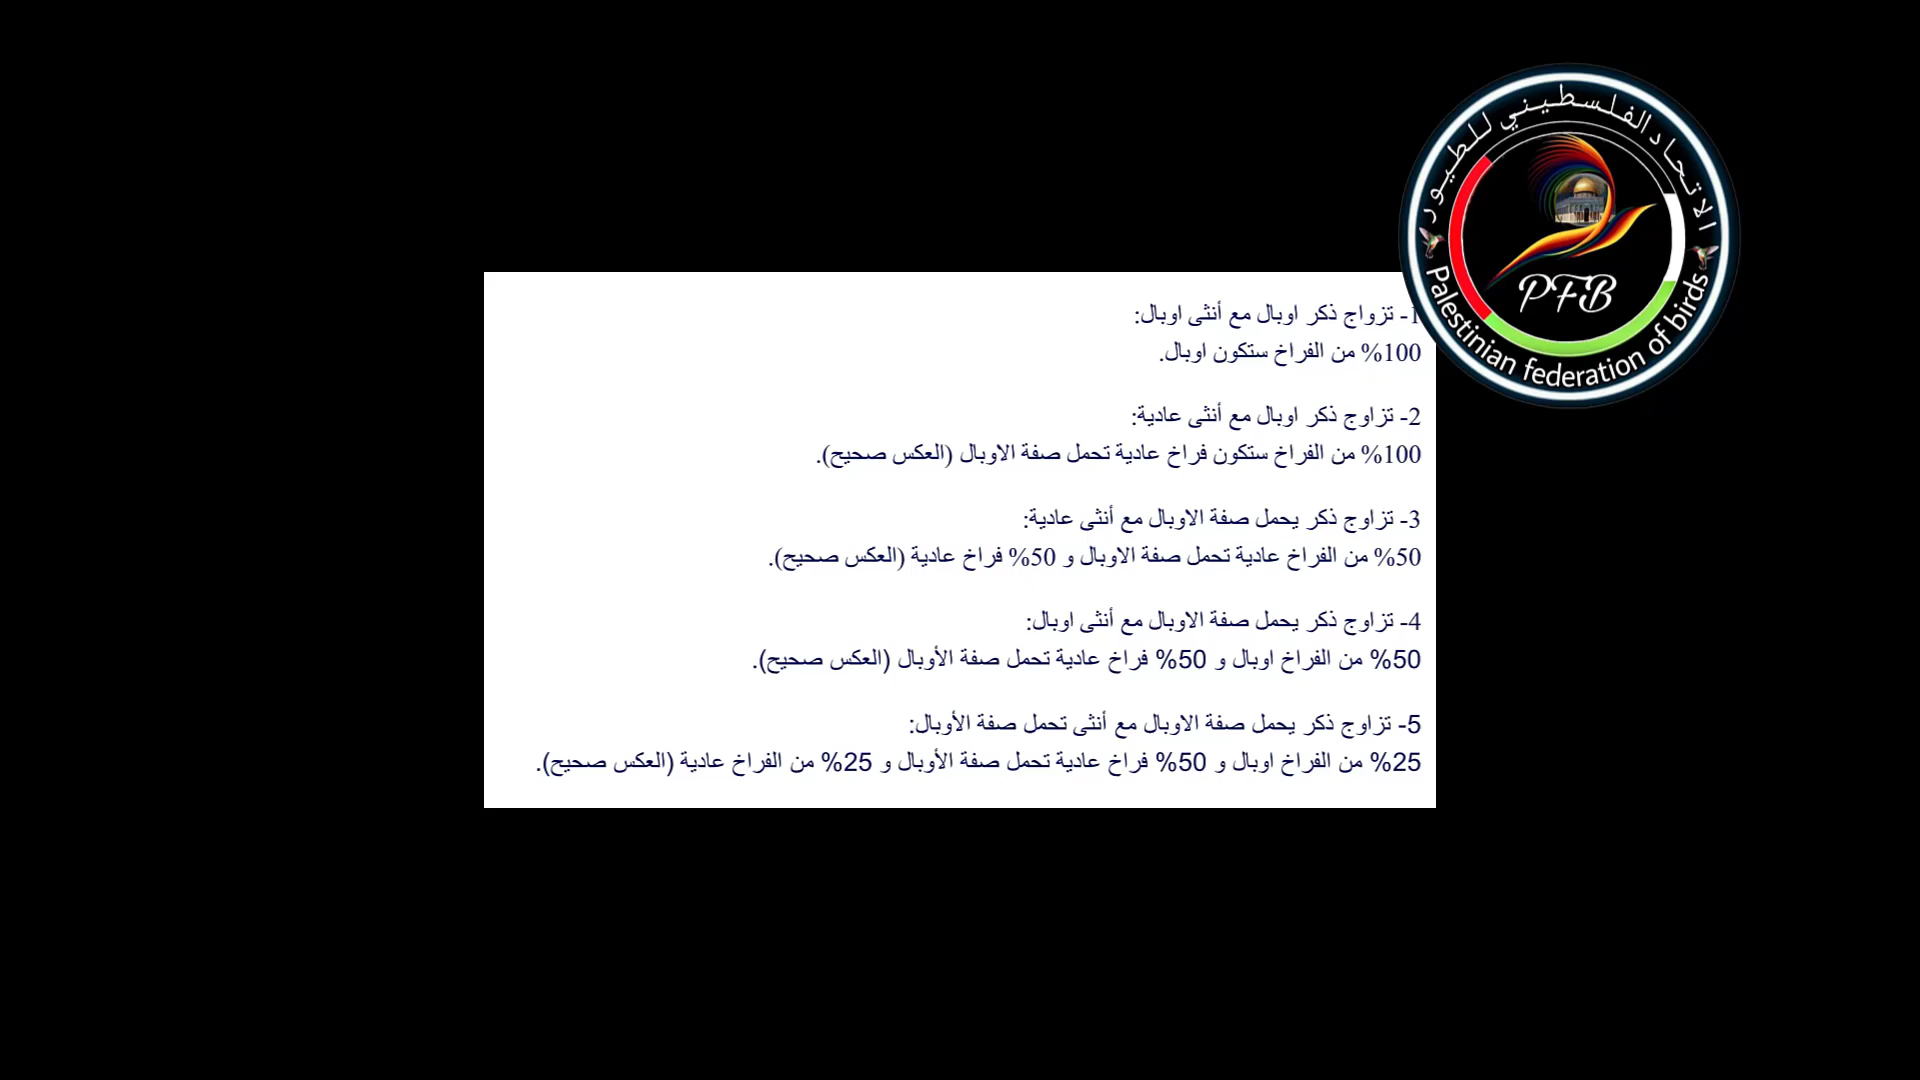 1- تزواج ذكر اوبال مع أنثى اوبال:
100% من الفراخ ستكون اوبال.
2- تزاوج ذكر اوبال مع أنثى عادية:
100% من الفراخ ستكون فراخ عادية تحمل صفة الاوبال (العكس صحيح).
3- تزاوج ذكر يحمل صفة الاوبال مع أنثى عادية:
50% من الفراخ عادية تحمل صفة الاوبال و 50% فراخ عادية (العكس صحيح).
4- تزاوج ذكر يحمل صفة الاوبال مع أنثى اوبال:
50% من الفراخ اوبال و 50% فراخ عادية تحمل صفة الأوبال (العكس صحيح).
5- تزاوج ذكر يحمل صفة الاوبال مع أنثى تحمل صفة الأوبال:
25% من الفراخ اوبال و 50% فراخ عادية تحمل صفة الأوبال و 25% من الفراخ عادية (العكس صحيح).
الاتحاد الفلسطيني للطيور
PFB
Palestinian federation of birds